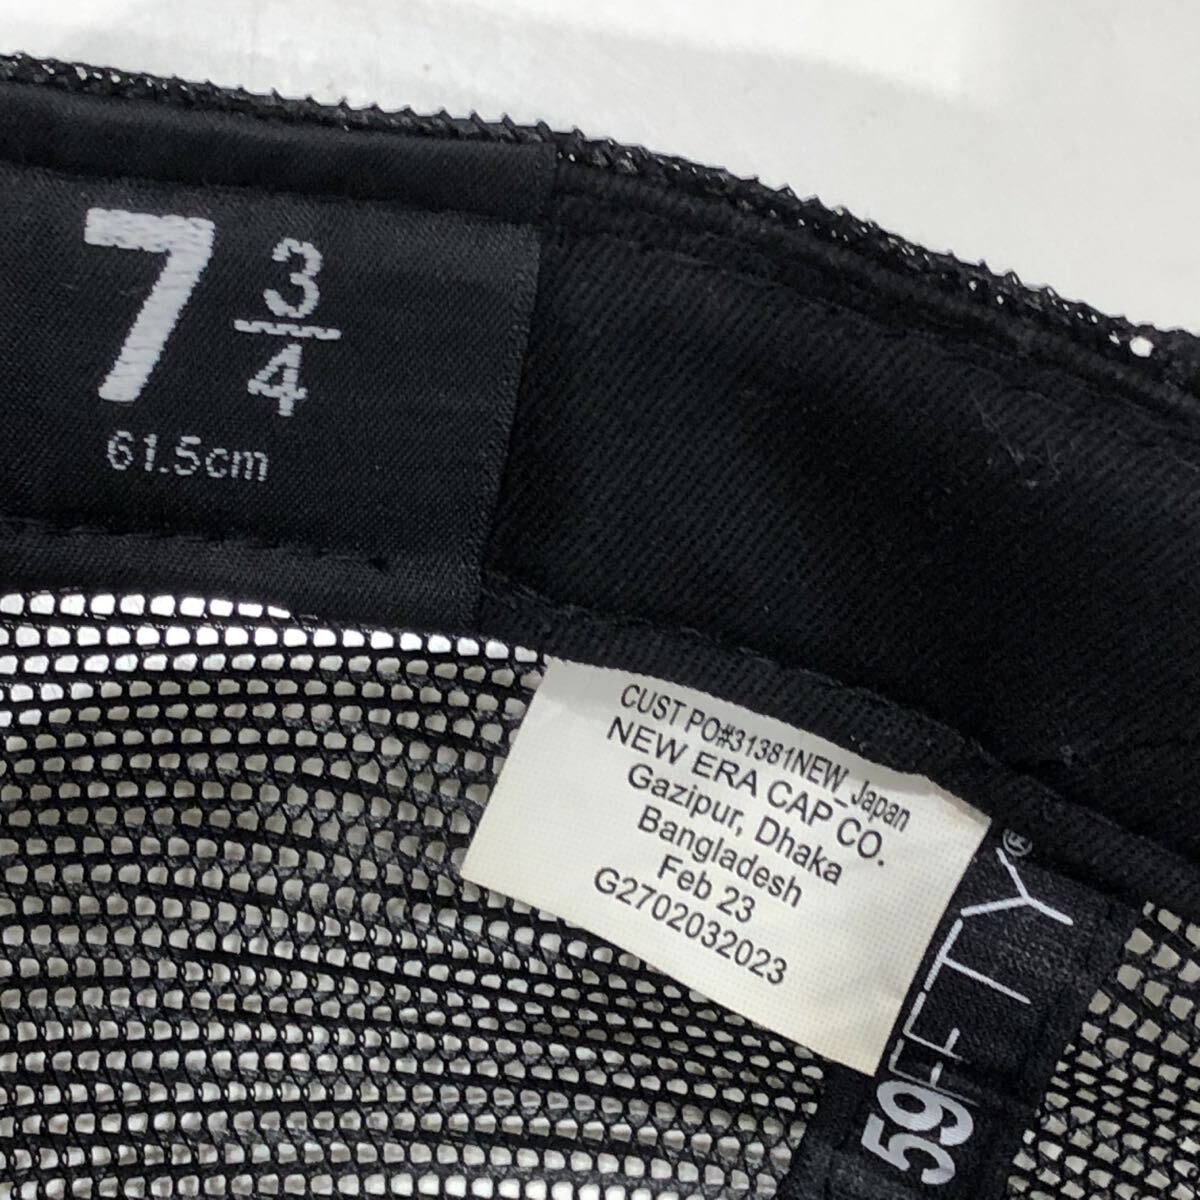 7 3/4
61.5cm
CUST PO#31381NEW_Japan
NEW ERA CAP CO.
Gazipur, Dhaka
Bangladesh
Feb 23
G2702032023
59FIFTY®